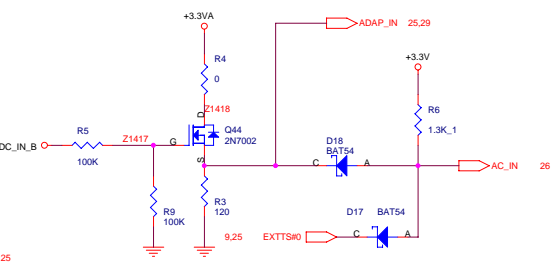 +3.3VA
ADAP_IN 25,29
+3.3V
R4
0
D
Z1418
R6
1.3K_1
DC_IN_B
R5
100K
Z1417
G
Q44
2N7002
S
D18
BAT54
C
A
AC_IN 26
R9
100K
R3
120
D17 BAT54
9,25
EXTTS#0
C
A
25